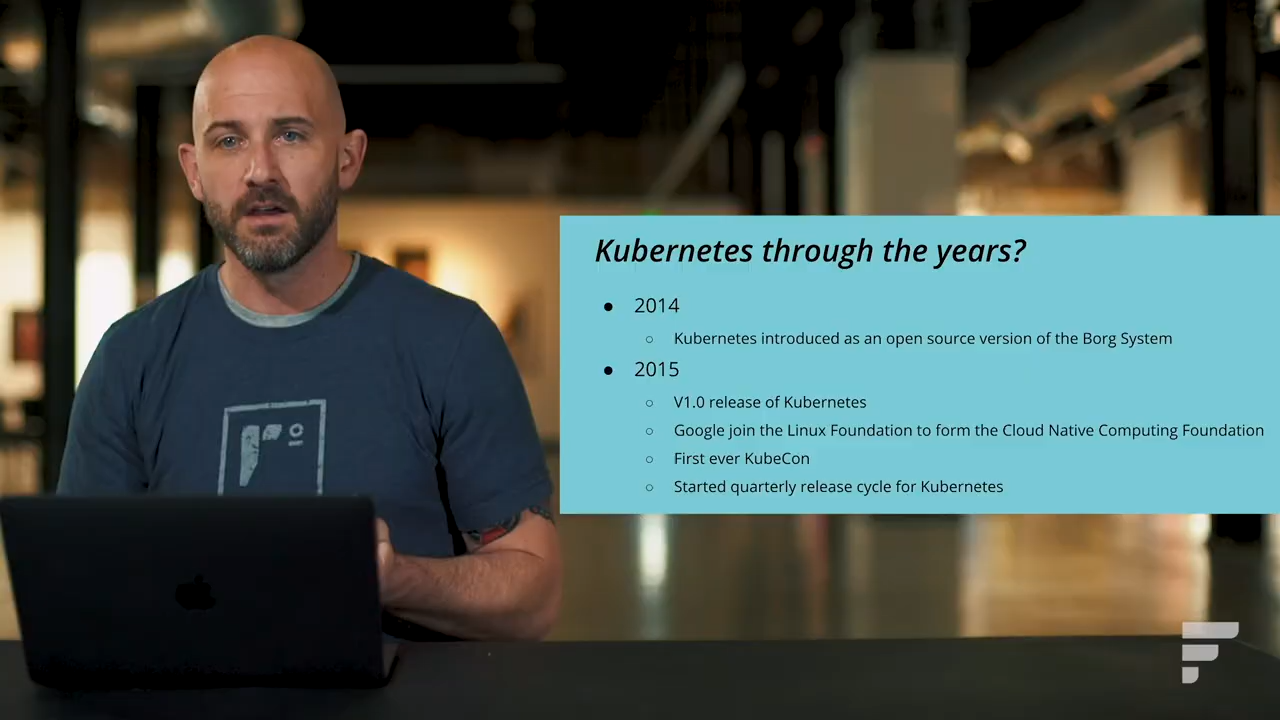 Kubernetes through the years?
● 2014
○ Kubernetes introduced as an open source version of the Borg System
● 2015
○ V1.0 release of Kubernetes
○ Google join the Linux Foundation to form the Cloud Native Computing Foundation
○ First ever KubeCon
○ Started quarterly release cycle for Kubernetes